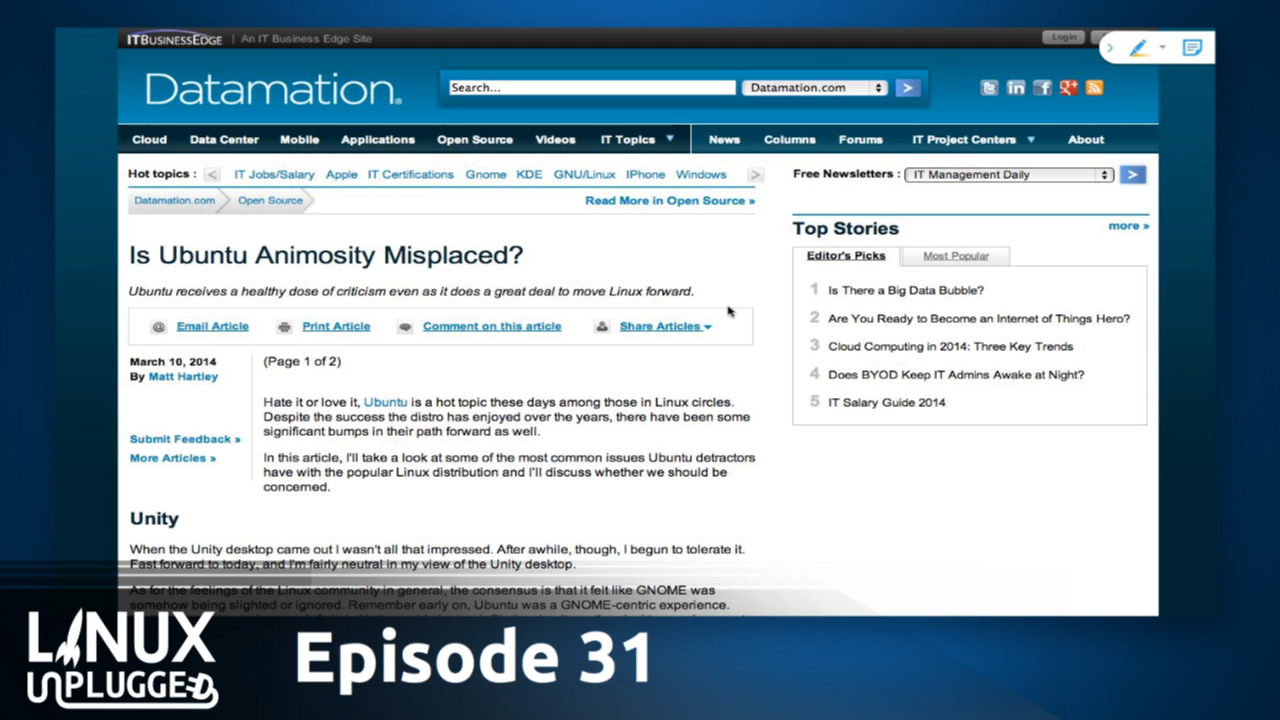 ITBUSINESSEDGE | An IT Business Edge Site
Login
Datamation.
Search...
Datamation.com
Cloud Data Center Mobile Applications Open Source Videos IT Topics News Columns Forums IT Project Centers About
Hot topics : < IT Jobs/Salary Apple IT Certifications Gnome KDE GNU/Linux IPhone Windows >
Free Newsletters : IT Management Daily
Datamation.com Open Source
Read More in Open Source »
Top Stories
more »
Editor's Picks Most Popular
1 Is There a Big Data Bubble?
2 Are You Ready to Become an Internet of Things Hero?
3 Cloud Computing in 2014: Three Key Trends
4 Does BYOD Keep IT Admins Awake at Night?
5 IT Salary Guide 2014
Is Ubuntu Animosity Misplaced?
Ubuntu receives a healthy dose of criticism even as it does a great deal to move Linux forward.
Email Article Print Article Comment on this article Share Articles
March 10, 2014
By Matt Hartley
Submit Feedback »
More Articles »
(Page 1 of 2)
Hate it or love it, Ubuntu is a hot topic these days among those in Linux circles.
Despite the success the distro has enjoyed over the years, there have been some
significant bumps in their path forward as well.
In this article, I'll take a look at some of the most common issues Ubuntu detractors
have with the popular Linux distribution and I'll discuss whether we should be
concerned.
Unity
When the Unity desktop came out I wasn't all that impressed. After awhile, though, I begun to tolerate it.
Fast forward to today, and I'm fairly neutral in my view of the Unity desktop.
As for the feelings of the Linux community in general, the consensus is that it felt like GNOME was
somehow being slighted or ignored. Remember early on, Ubuntu was a GNOME-centric experience.
LINUX
UNPLUGGED
Episode 31